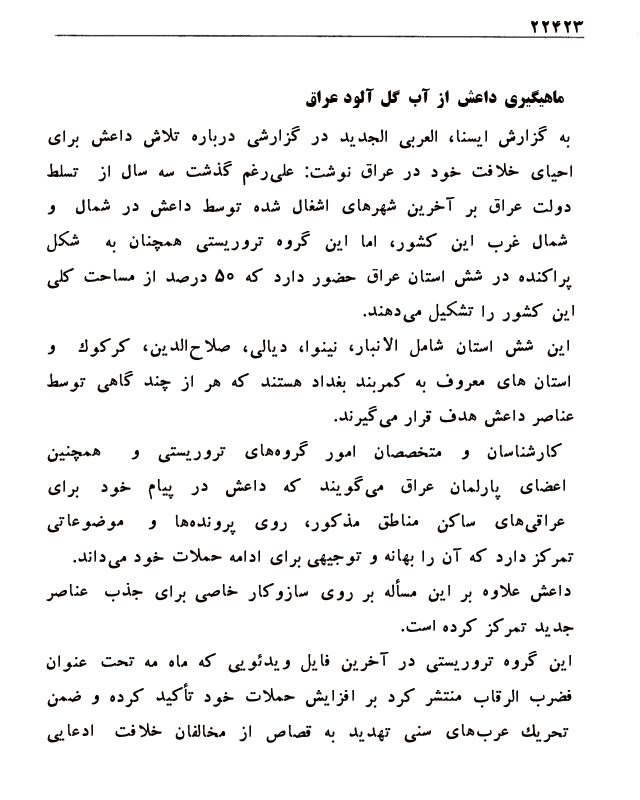 ۲۲۴۲۳
ماهیگیری داعش از آب گل آلود عراق
به گزارش ایسنا، العربی الجدید در گزارشی درباره تلاش داعش برای
احیای خلافت خود در عراق نوشت: علی‌رغم گذشت سه سال از تسلط
دولت عراق بر آخرین شهرهای اشغال شده توسط داعش در شمال و
شمال غرب این کشور، اما این گروه تروریستی همچنان به شکل
پراکنده در شش استان عراق حضور دارد که ۵۰ درصد از مساحت کلی
این کشور را تشکیل می‌دهند.
این شش استان شامل الانبار، نینوا، دیالی، صلاح‌الدین، کرکوك و
استان های معروف به کمربند بغداد هستند که هر از چند گاهی توسط
عناصر داعش هدف قرار می‌گیرند.
کارشناسان و متخصصان امور گروه‌های تروریستی و همچنین
اعضای پارلمان عراق می‌گویند که داعش در پیام خود برای
عراقی‌های ساکن مناطق مذکور، روی پرونده‌ها و موضوعاتی
تمرکز دارد که آن را بهانه و توجیهی برای ادامه حملات خود می‌داند.
داعش علاوه بر این مسأله بر روی سازوکار خاصی برای جذب عناصر
جدید تمرکز کرده است.
این گروه تروریستی در آخرین فایل ویدئویی که ماه مه تحت عنوان
فضرب الرقاب منتشر کرد بر افزایش حملات خود تأکید کرده و ضمن
تحریك عرب‌های سنی تهدید به قصاص از مخالفان خلافت ادعایی